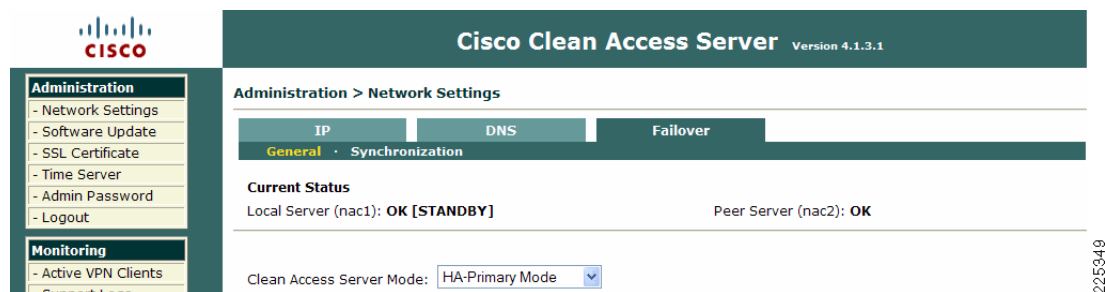 CISCO
Cisco Clean Access Server Version 4.1.3.1
Administration
- Network Settings
- Software Update
- SSL Certificate
- Time Server
- Admin Password
- Logout
Monitoring
- Active VPN Clients
Administration > Network Settings
IP
DNS
Failover
General · Synchronization
Current Status
Local Server (nac1): OK [STANDBY]
Peer Server (nac2): OK
Clean Access Server Mode: HA-Primary Mode
225349